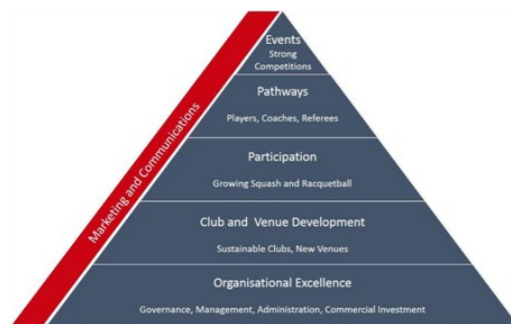 Events
Strong
Competitions
Pathways
Players, Coaches, Referees
Participation
Growing Squash and Racquetball
Club and Venue Development
Sustainable Clubs, New Venues
Organisational Excellence
Governance, Management, Administration, Commercial Investment
Marketing and Communications